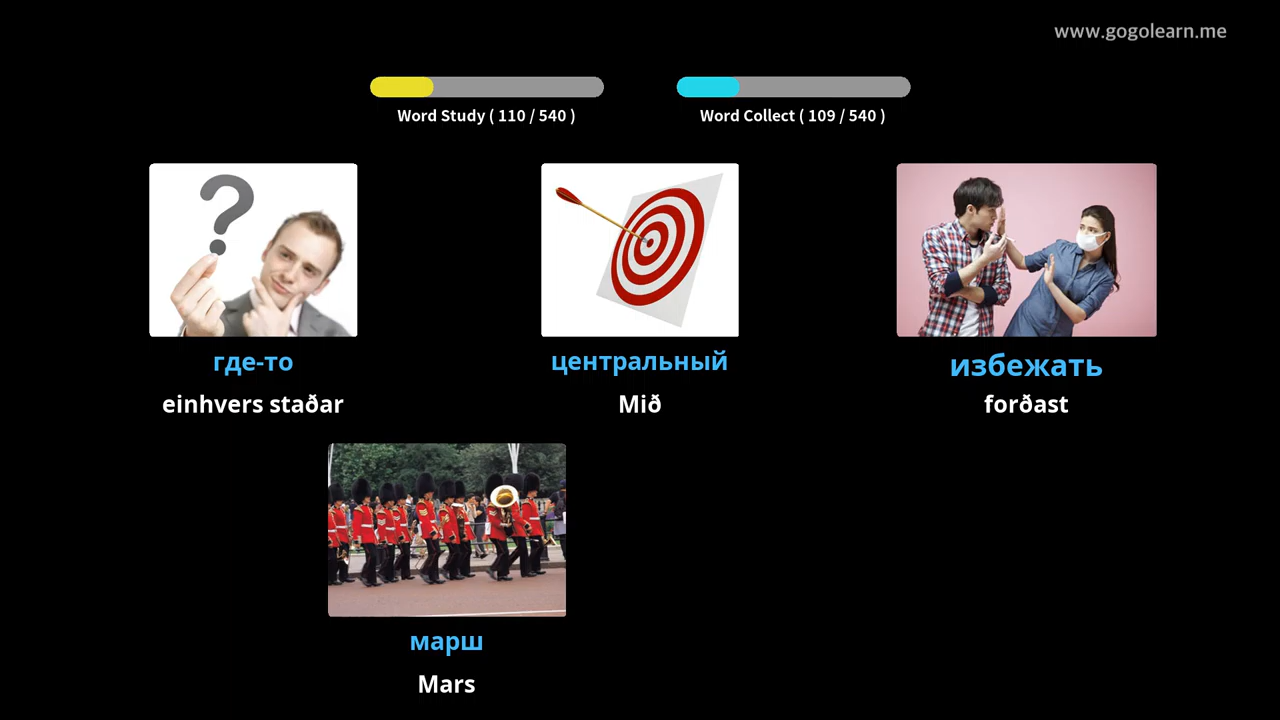 www.gogolearn.me
Word Study ( 110 / 540 )
Word Collect ( 109 / 540 )
где-то
центральный
избежать
einhvers staðar
Mið
forðast
марш
Mars